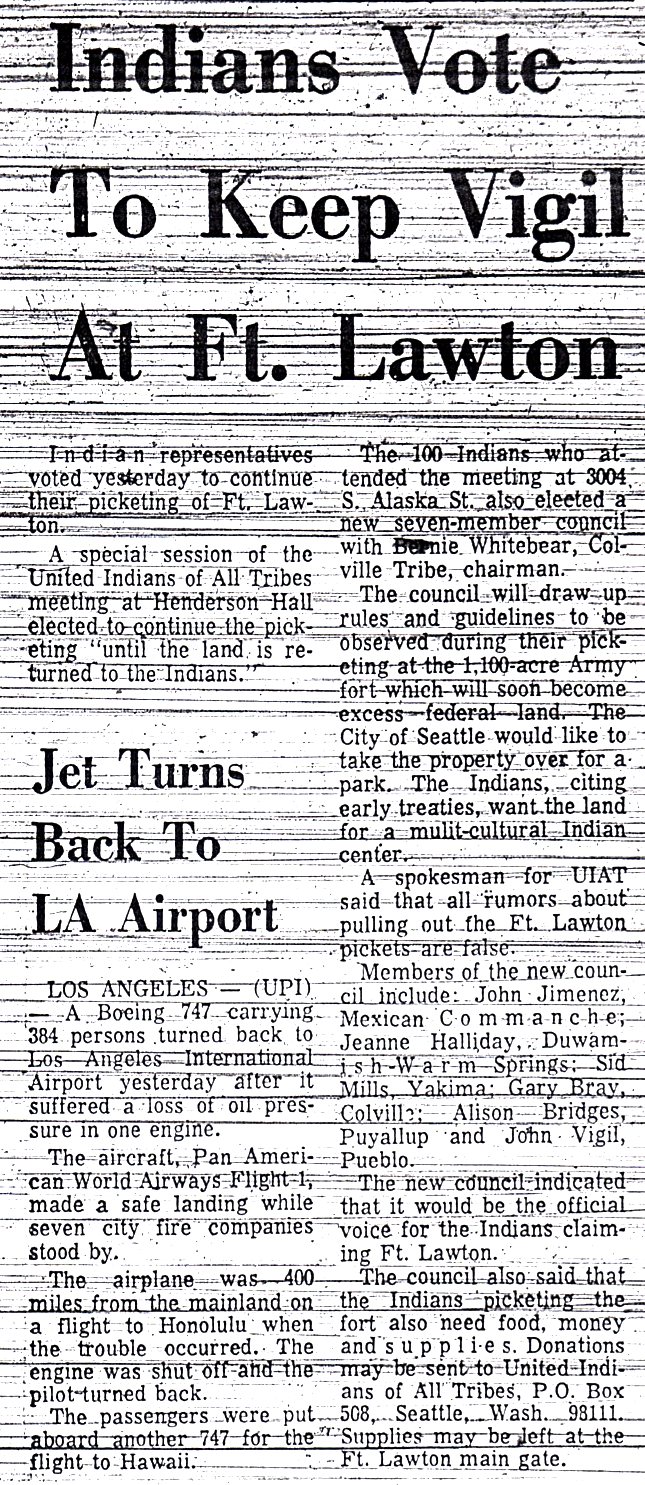 Indians Vote
To Keep Vigil
At Ft. Lawton
Indian representatives
voted yesterday to continue
their picketing of Ft. Law-
ton.
A special session of the
United Indians of All Tribes
meeting at Henderson Hall
elected to continue the pick-
eting "until the land is re-
turned to the Indians."
The 100 Indians who at-
tended the meeting at 3004
S. Alaska St. also elected a
new seven-member council
with Bernie Whitebear, Col-
ville Tribe, chairman.
The council will draw up
rules and guidelines to be
observed during their pick-
eting at the 1,100-acre Army
fort which will soon become
excess federal land. The
City of Seattle would like to
take the property over for a
park. The Indians, citing
early treaties, want the land
for a mulit-cultural Indian
center.
A spokesman for UIAT
said that all rumors about
pulling out the Ft. Lawton
pickets are false.
Members of the new coun-
cil include: John Jimenez,
Mexican Commanche;
Jeanne Halliday, Duwam-
ish-Warm Springs; Sid
Mills, Yakima; Gary Bray,
Colville; Alison Bridges,
Puyallup and John Vigil,
Pueblo.
The new council indicated
that it would be the official
voice for the Indians claim-
ing Ft. Lawton.
The council also said that
the Indians picketing the
fort also need food, money
and supplies. Donations
may be sent to United Indi-
ans of All Tribes, P.O. Box
508, Seattle, Wash. 98111.
Supplies may be left at the
Ft. Lawton main gate.
Jet Turns
Back To
LA Airport
LOS ANGELES — (UPI)
— A Boeing 747 carrying
384 persons turned back to
Los Angeles International
Airport yesterday after it
suffered a loss of oil pres-
sure in one engine.
The aircraft, Pan Ameri-
can World Airways Flight 1,
made a safe landing while
seven city fire companies
stood by.
The airplane was 400
miles from the mainland on
a flight to Honolulu when
the trouble occurred. The
engine was shut off and the
pilot turned back.
The passengers were put
aboard another 747 for the
flight to Hawaii.